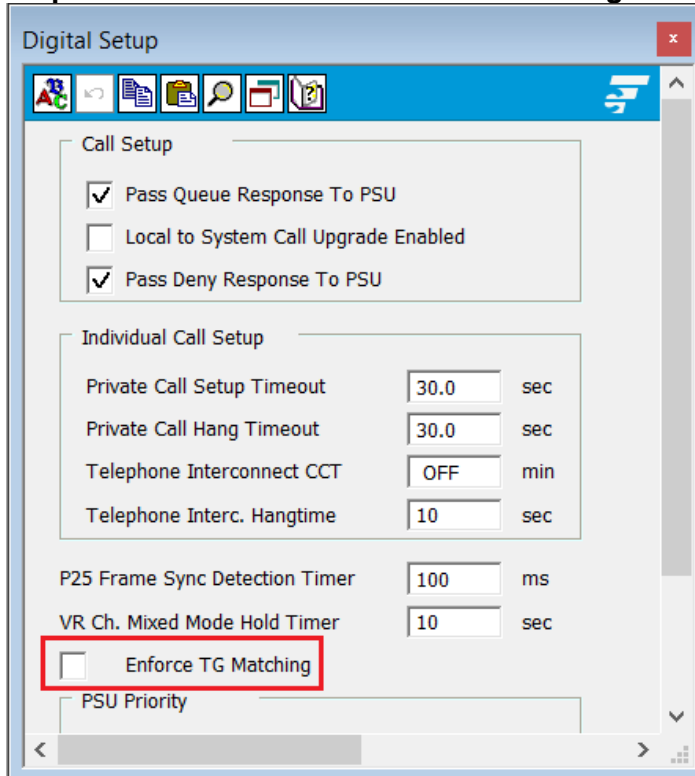 Digital Setup
x
Call Setup
Pass Queue Response To PSU
Local to System Call Upgrade Enabled
Pass Deny Response To PSU
Individual Call Setup
Private Call Setup Timeout 30.0 sec
Private Call Hang Timeout 30.0 sec
Telephone Interconnect CCT OFF min
Telephone Interc. Hangtime 10 sec
P25 Frame Sync Detection Timer 100 ms
VR Ch. Mixed Mode Hold Timer 10 sec
Enforce TG Matching
PSU Priority